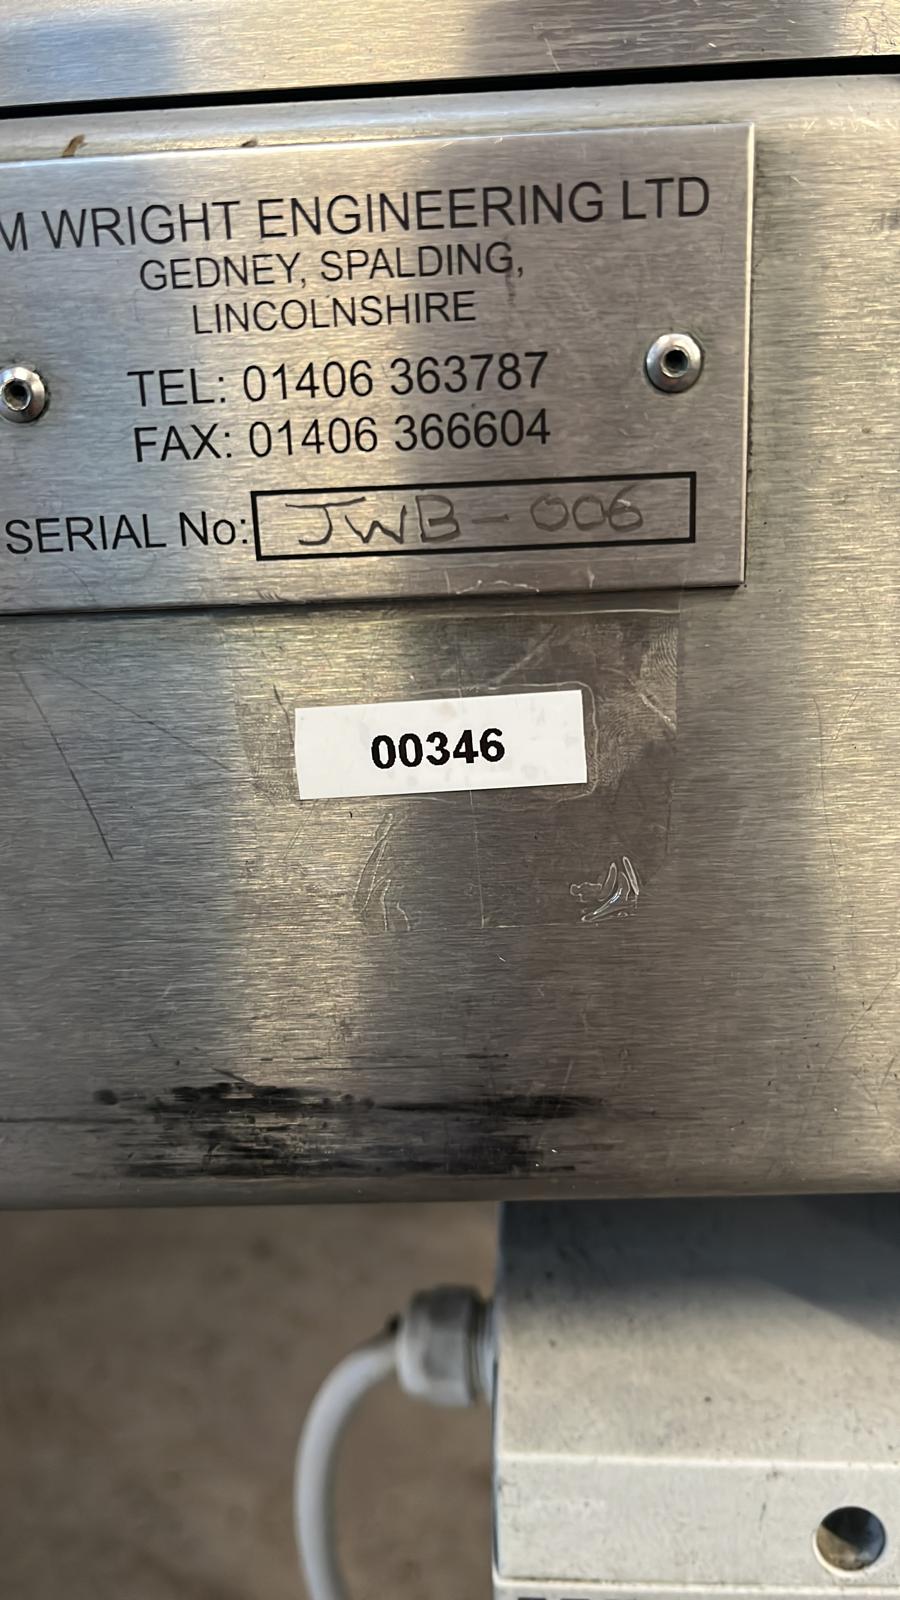 M WRIGHT ENGINEERING LTD
GEDNEY, SPALDING,
LINCOLNSHIRE
TEL: 01406 363787
FAX: 01406 366604
SERIAL No: JWB-006
00346